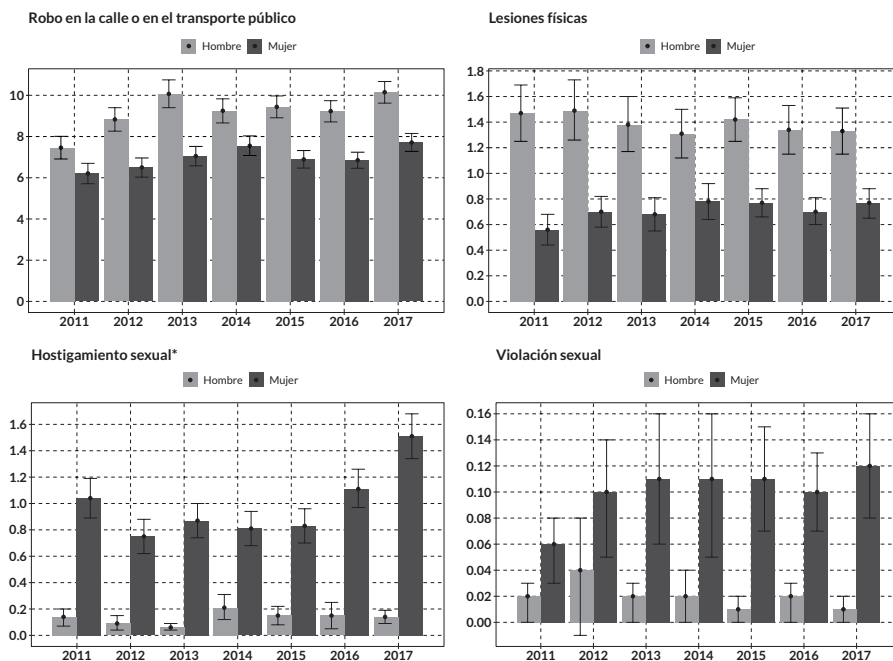 Robo en la calle o en el transporte público
Hombre Mujer
10
8
6
4
2
0
2011 2012 2013 2014 2015 2016 2017
Lesiones físicas
Hombre Mujer
1.8
1.6
1.4
1.2
1.0
0.8
0.6
0.4
0.2
0.0
2011 2012 2013 2014 2015 2016 2017
Hostigamiento sexual*
Hombre Mujer
1.6
1.4
1.2
1.0
0.8
0.6
0.4
0.2
0.0
2011 2012 2013 2014 2015 2016 2017
Violación sexual
Hombre Mujer
0.16
0.14
0.12
0.10
0.08
0.06
0.04
0.02
0.00
2011 2012 2013 2014 2015 2016 2017